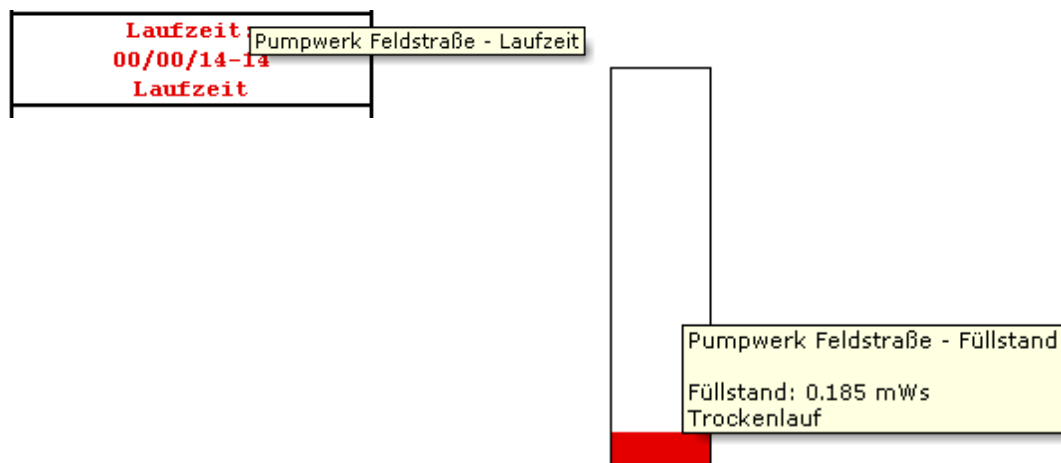 Laufzeit:
00/00/14-14
Laufzeit
Pumpwerk Feldstraße - Laufzeit
Pumpwerk Feldstraße - Füllstand
Füllstand: 0.185 mWs
Trockenlauf